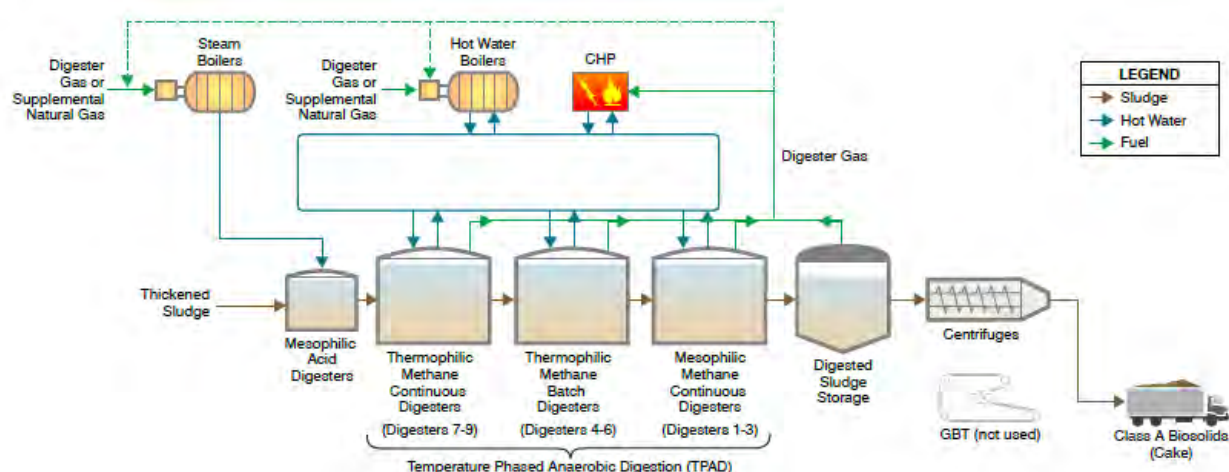 Steam
Boilers
Hot Water
Boilers
CHP
Digester
Gas or
Supplemental
Natural Gas
Digester
Gas or
Supplemental
Natural Gas
LEGEND
Sludge
Hot Water
Fuel
Digester Gas
Thickened
Sludge
Mesophilic
Acid
Digesters
Thermophilic
Methane
Continuous
Digesters
(Digesters 7-9)
Thermophilic
Methane
Batch
Digesters
(Digesters 4-6)
Mesophilic
Methane
Continuous
Digesters
(Digesters 1-3)
Digested
Sludge
Storage
Centrifuges
GBT (not used)
Class A Biosolids
(Cake)
Temperature Phased Anaerobic Digestion (TPAD)